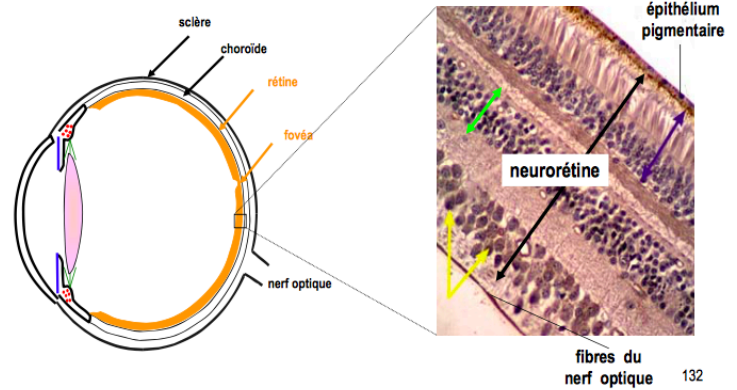 sclère
choroïde
rétine
fovéa
nerf optique
épithélium
pigmentaire
neurorétine
fibres du
nerf optique
132